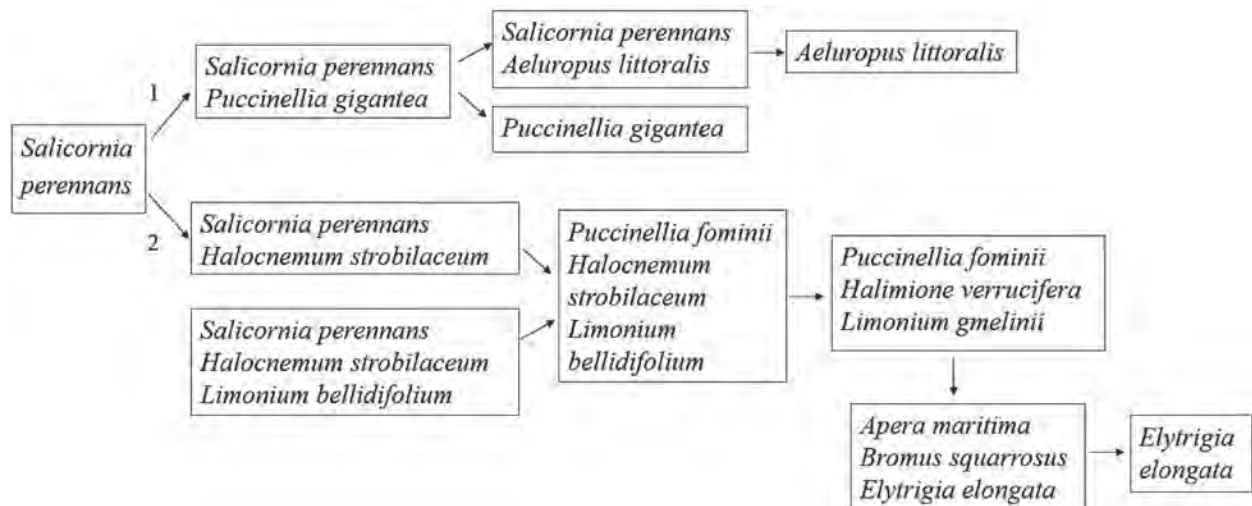 Salicornia
perennans
1
2
Salicornia perennans
Puccinellia gigantea
Salicornia perennans
Aeluropus littoralis
Aeluropus littoralis
Puccinellia gigantea
Salicornia perennans
Halocnemum strobilaceum
Salicornia perennans
Halocnemum strobilaceum
Limonium bellidifolium
Puccinellia fominii
Halocnemum
strobilaceum
Limonium
bellidifolium
Puccinellia fominii
Halimione verrucifera
Limonium gmelinii
Apera maritima
Bromus squarrosus
Elytrigia elongata
Elytrigia
elongata